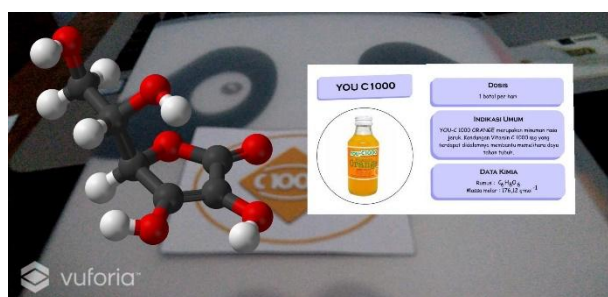 YOU C1000
DOSIS
1 botol per hari
INDIKASI UMUM
YOU-C 1000 ORANGE merupakan minuman rasa
jeruk. Kandungan Vitamin C 1000 mg yang
terdapat didalamnya membantu memelihara daya
tahan tubuh.
DATA KIMIA
Rumus : C₆H₈O₆
Massa molar : 176,12 g·mol⁻¹
Orange
C 1000
vuforia™